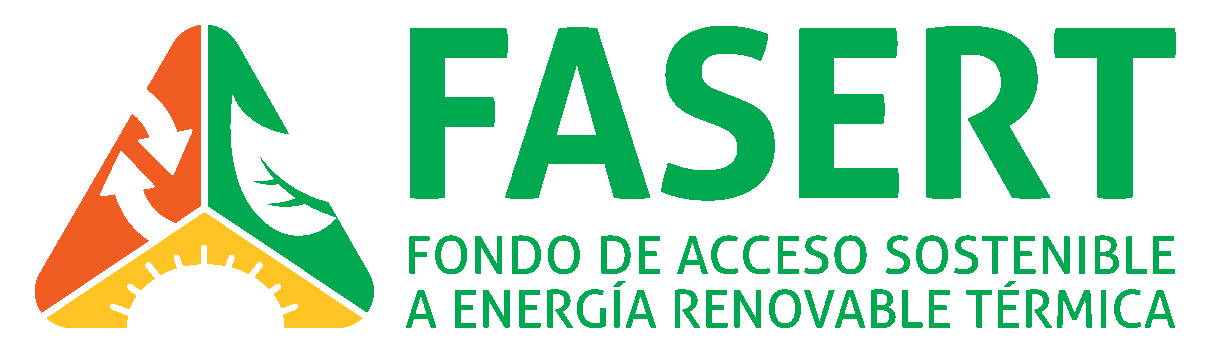 FASERT
FONDO DE ACCESO SOSTENIBLE
A ENERGÍA RENOVABLE TÉRMICA